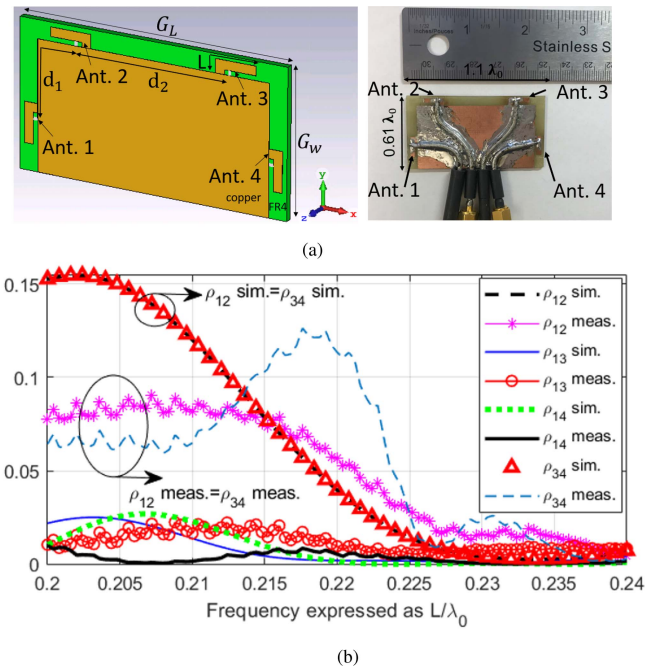 G_L
Ant. 2
L
d_1
d_2
Ant. 3
G_W
Ant. 1
Ant. 4
copper
FR4
y
z
x
1
2
3
Stainless S
1.1 λ_0
Ant. 2
Ant. 3
0.61 λ_0
Ant. 1
Ant. 4
(a)
0.15
0.1
0.05
0
ρ_12 sim.=ρ_34 sim.
ρ_12 meas.=ρ_34 meas.
ρ_12 sim.
ρ_12 meas.
ρ_13 sim.
ρ_13 meas.
ρ_14 sim.
ρ_14 meas.
ρ_34 sim.
ρ_34 meas.
0.2 0.205 0.21 0.215 0.22 0.225 0.23 0.235 0.24
Frequency expressed as L/λ_0
(b)